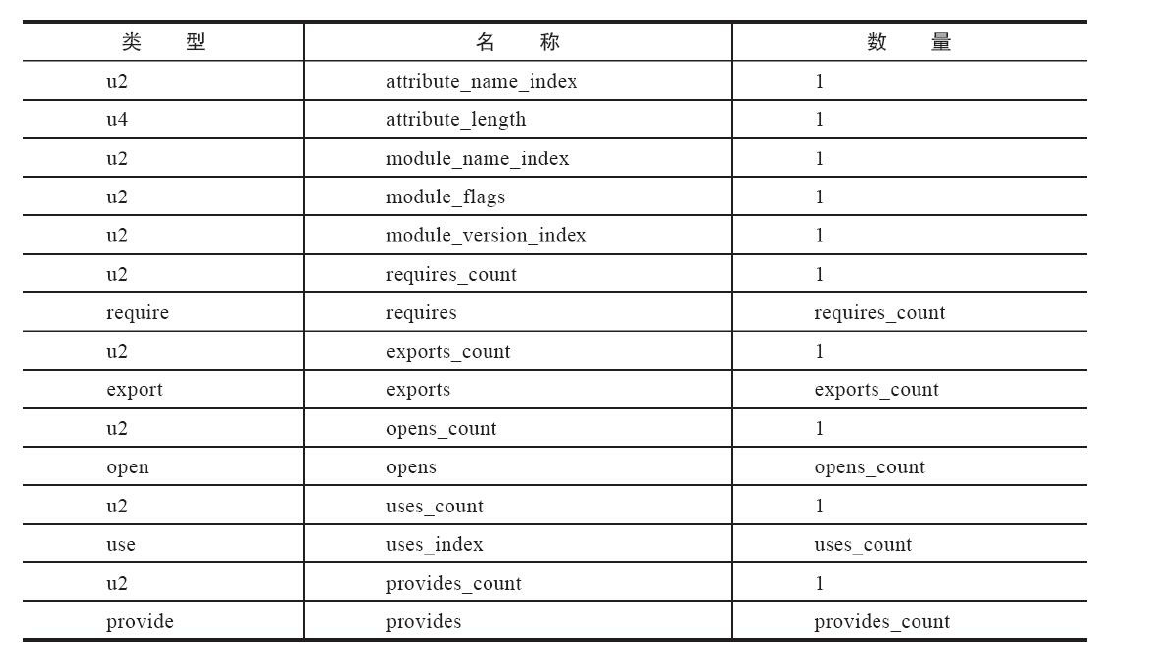 类 型 名 称 数 量
u2 attribute_name_index 1
u4 attribute_length 1
u2 module_name_index 1
u2 module_flags 1
u2 module_version_index 1
u2 requires_count 1
require requires requires_count
u2 exports_count 1
export exports exports_count
u2 opens_count 1
open opens opens_count
u2 uses_count 1
use uses_index uses_count
u2 provides_count 1
provide provides provides_count